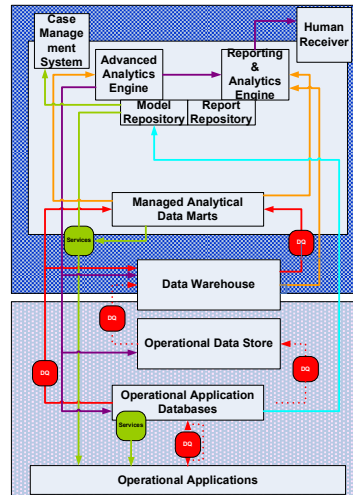 Case Manage
ment
System
Advanced
Analytics
Engine
Reporting
&
Analytics
Engine
Human
Receiver
Model
Repository
Report
Repository
Managed Analytical
Data Marts
Services
DQ
Data Warehouse
DQ
Operational Data Store
DQ
DQ
Operational Application
Databases
Services
DQ
Operational Applications